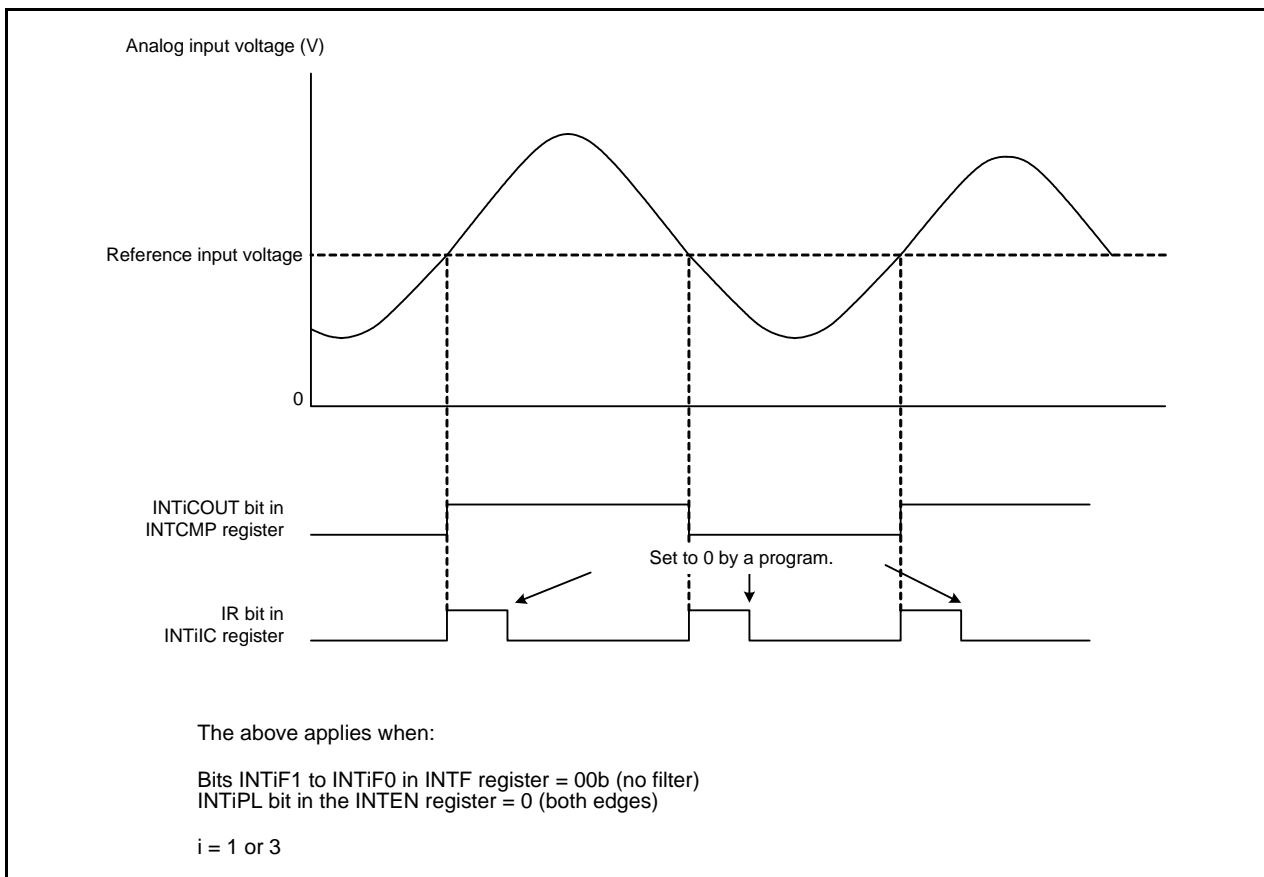 Analog input voltage (V)
Reference input voltage
0
INTiCOUT bit in
INTCMP register
Set to 0 by a program.
IR bit in
INTiIC register
The above applies when:
Bits INTiF1 to INTiF0 in INTF register = 00b (no filter)
INTiPL bit in the INTEN register = 0 (both edges)
i = 1 or 3